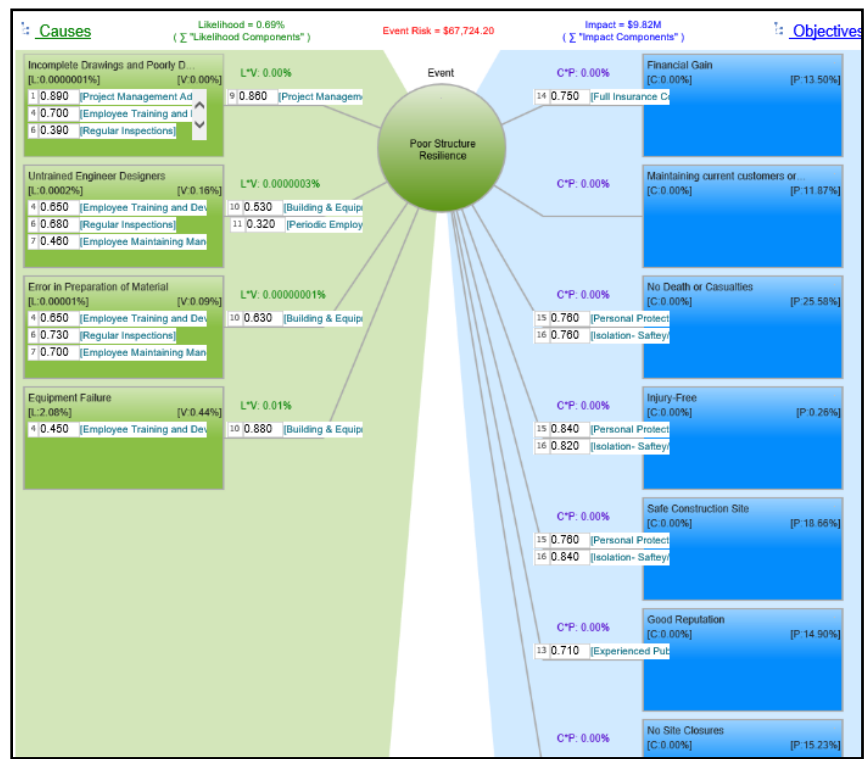 Causes
Likelihood = 0.69%
( ∑ "Likelihood Components" )
Event Risk = $67,724.20
Impact = $9.82M
( ∑ "Impact Components" )
Objectives
Incomplete Drawings and Poorly D...
[L:0.0000001%] [V:0.00%]
1 0.890 [Project Management Ad
4 0.700 [Employee Training and
6 0.390 [Regular Inspections]
L*V: 0.00%
9 0.860 [Project Managem
Untrained Engineer Designers
[L:0.0002%] [V:0.16%]
4 0.650 [Employee Training and Dev
6 0.680 [Regular Inspections]
7 0.460 [Employee Maintaining Man
L*V: 0.0000003%
10 0.530 [Building & Equip
11 0.320 [Periodic Employ
Error in Preparation of Material
[L:0.00001%] [V:0.09%]
4 0.650 [Employee Training and Dev
6 0.730 [Regular Inspections]
7 0.700 [Employee Maintaining Man
L*V: 0.00000001%
10 0.630 [Building & Equip
Equipment Failure
[L:2.08%] [V:0.44%]
4 0.450 [Employee Training and Dev
L*V: 0.01%
10 0.880 [Building & Equip
Event
Poor Structure
Resilience
C*P: 0.00%
14 0.750 [Full Insurance Co
Financial Gain
[C:0.00%] [P:13.50%]
C*P: 0.00%
Maintaining current customers or...
[C:0.00%] [P:11.87%]
C*P: 0.00%
15 0.760 [Personal Protect
16 0.760 [Isolation- Saftey/
No Death or Casualties
[C:0.00%] [P:25.58%]
C*P: 0.00%
15 0.840 [Personal Protect
16 0.820 [Isolation- Saftey/
Injury-Free
[C:0.00%] [P:0.26%]
C*P: 0.00%
15 0.760 [Personal Protect
16 0.840 [Isolation- Saftey/
Safe Construction Site
[C:0.00%] [P:18.66%]
C*P: 0.00%
13 0.710 [Experienced Pub
Good Reputation
[C:0.00%] [P:14.90%]
C*P: 0.00%
No Site Closures
[C:0.00%] [P:15.23%]